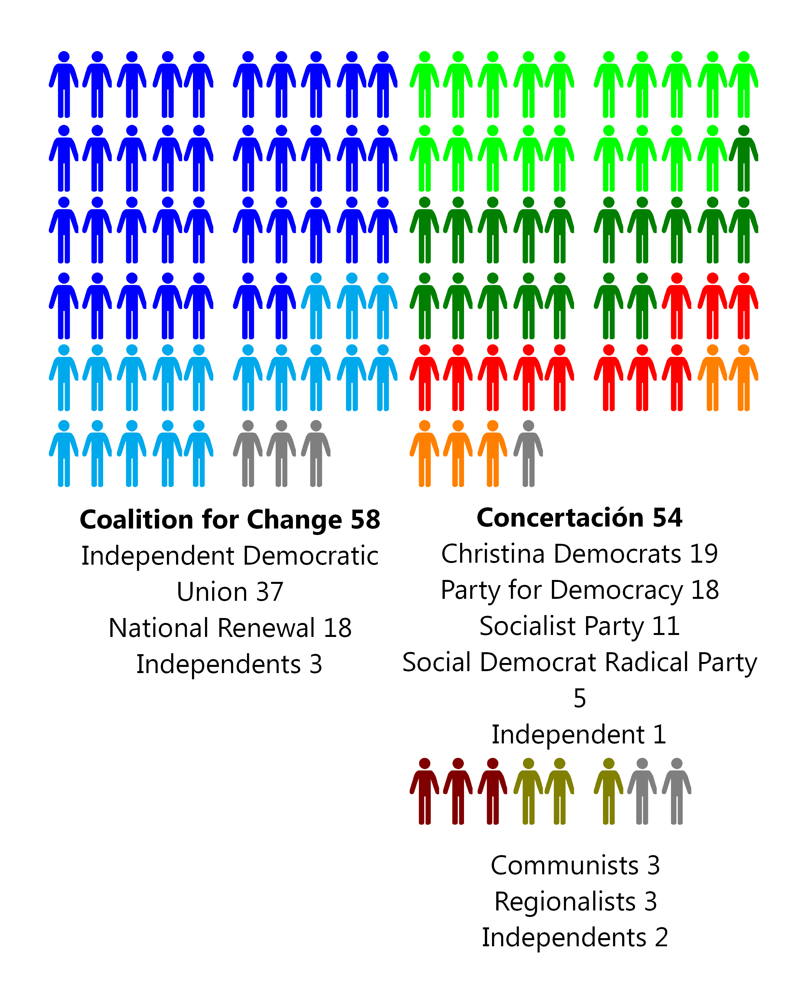 Coalition for Change 58
Independent Democratic
Union 37
National Renewal 18
Independents 3
Concertación 54
Christina Democrats 19
Party for Democracy 18
Socialist Party 11
Social Democrat Radical Party
5
Independent 1
Communists 3
Regionalists 3
Independents 2